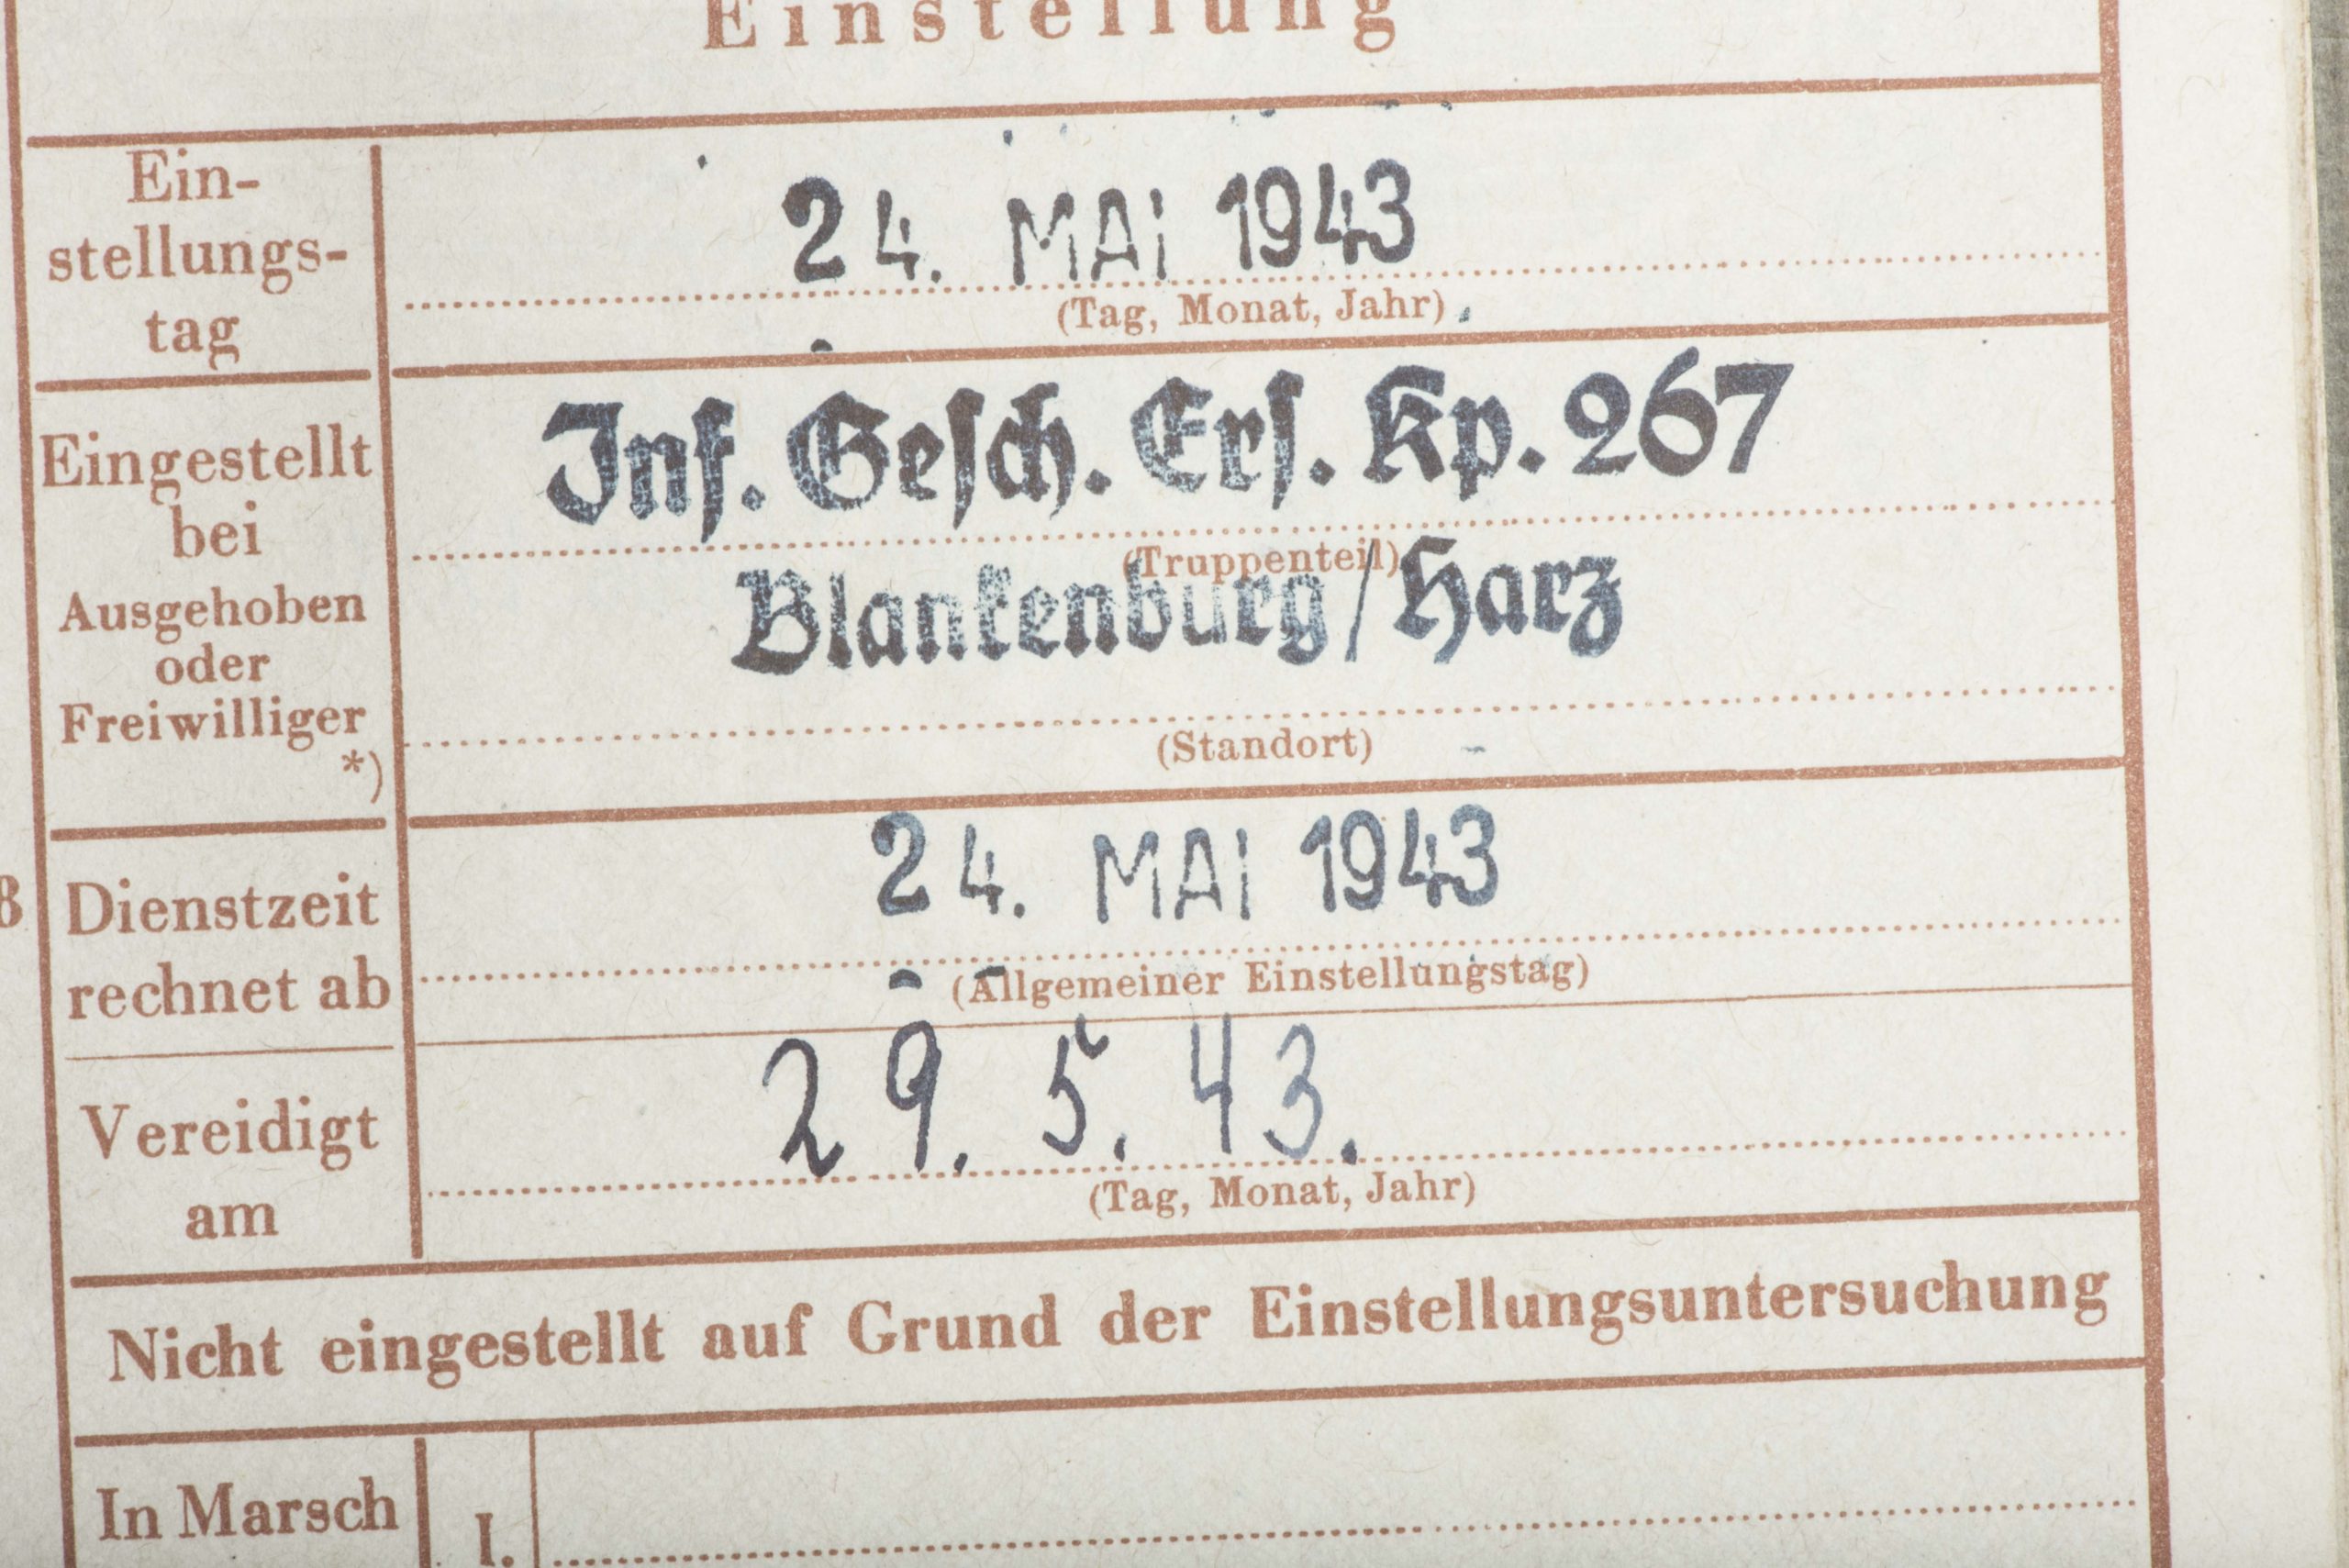 Einstellung
Ein-
stellungs-
tag
24. MAI 1943
(Tag, Monat, Jahr)
Eingestellt
bei
Ausgehoben
oder
Freiwilliger
*)
Inf. Gesch. Ers. Kp. 267
(Truppenteil)
Blankenburg/Harz
(Standort)
8
Dienstzeit
rechnet ab
24. MAI 1943
(Allgemeiner Einstellungstag)
Vereidigt
am
29. 5. 43.
(Tag, Monat, Jahr)
Nicht eingestellt auf Grund der Einstellungsuntersuchung
In Marsch
I.